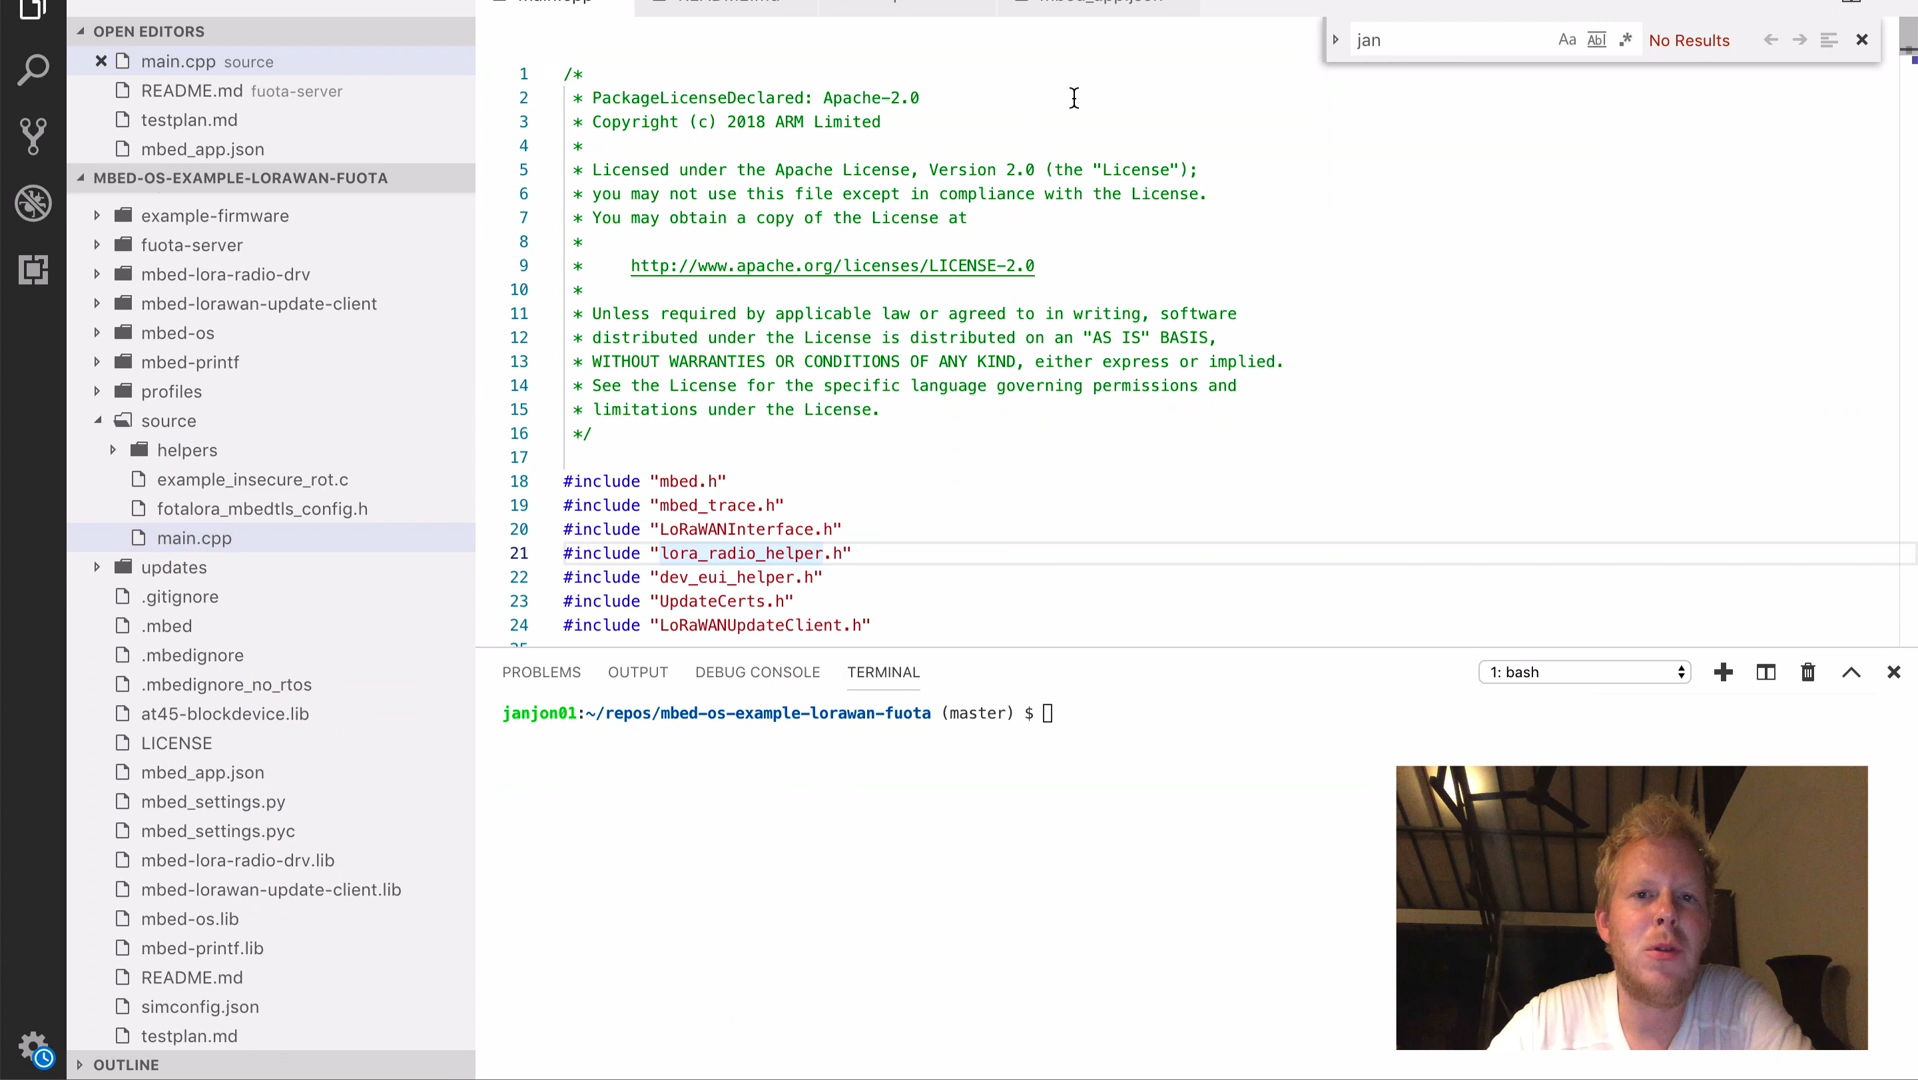 OPEN EDITORS
main.cpp source
README.md fuota-server
testplan.md
mbed_app.json
MBED-OS-EXAMPLE-LORAWAN-FUOTA
example-firmware
fuota-server
mbed-lora-radio-drv
mbed-lorawan-update-client
mbed-os
mbed-printf
profiles
source
helpers
example_insecure_rot.c
fotalora_mbedtls_config.h
main.cpp
updates
.gitignore
.mbed
.mbedignore
.mbedignore_no_rtos
at45-blockdevice.lib
LICENSE
mbed_app.json
mbed_settings.py
mbed_settings.pyc
mbed-lora-radio-drv.lib
mbed-lorawan-update-client.lib
mbed-os.lib
mbed-printf.lib
README.md
simconfig.json
testplan.md
OUTLINE
jan Aa Abl .* No Results
1 /*
2 * PackageLicenseDeclared: Apache-2.0
3 * Copyright (c) 2018 ARM Limited
4 *
5 * Licensed under the Apache License, Version 2.0 (the "License");
6 * you may not use this file except in compliance with the License.
7 * You may obtain a copy of the License at
8 *
9 * http://www.apache.org/licenses/LICENSE-2.0
10 *
11 * Unless required by applicable law or agreed to in writing, software
12 * distributed under the License is distributed on an "AS IS" BASIS,
13 * WITHOUT WARRANTIES OR CONDITIONS OF ANY KIND, either express or implied.
14 * See the License for the specific language governing permissions and
15 * limitations under the License.
16 */
17
18 #include "mbed.h"
19 #include "mbed_trace.h"
20 #include "LoRaWANInterface.h"
21 #include "lora_radio_helper.h"
22 #include "dev_eui_helper.h"
23 #include "UpdateCerts.h"
24 #include "LoRaWANUpdateClient.h"
PROBLEMS OUTPUT DEBUG CONSOLE TERMINAL 1: bash
janjon01:~/repos/mbed-os-example-lorawan-fuota (master) $